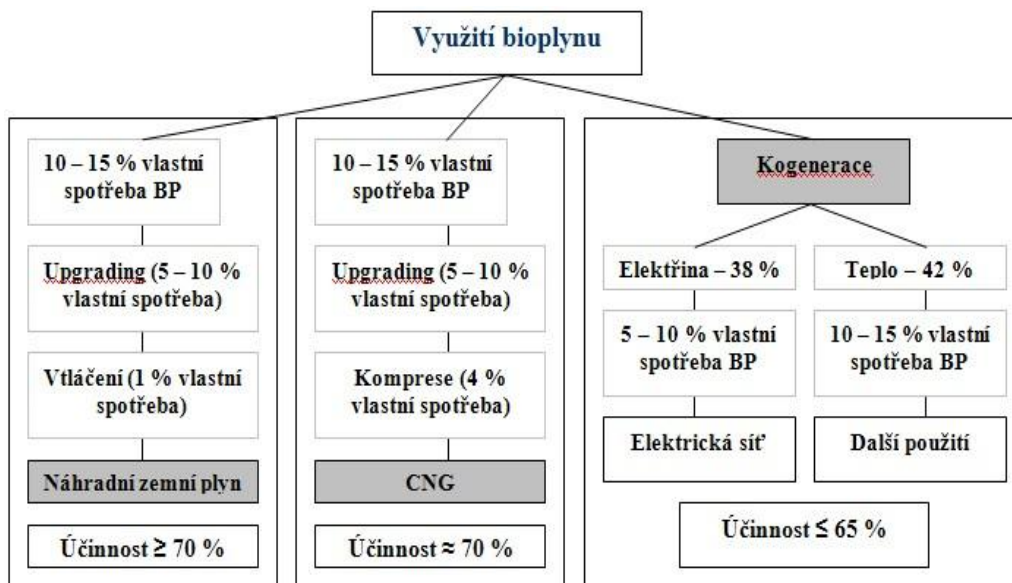 Využití bioplynu
10 – 15 % vlastní
spotřeba BP
Upgrading (5 – 10 %
vlastní spotřeba)
Vtláčení (1 % vlastní
spotřeba)
Náhradní zemní plyn
Účinnost ≥ 70 %
10 – 15 % vlastní
spotřeba BP
Upgrading (5 – 10 %
vlastní spotřeba)
Komprese (4 %
vlastní spotřeba)
CNG
Účinnost ≈ 70 %
Kogenerace
Elektřina – 38 %
5 – 10 % vlastní
spotřeba BP
Elektrická síť
Teplo – 42 %
10 – 15 % vlastní
spotřeba BP
Další použití
Účinnost ≤ 65 %